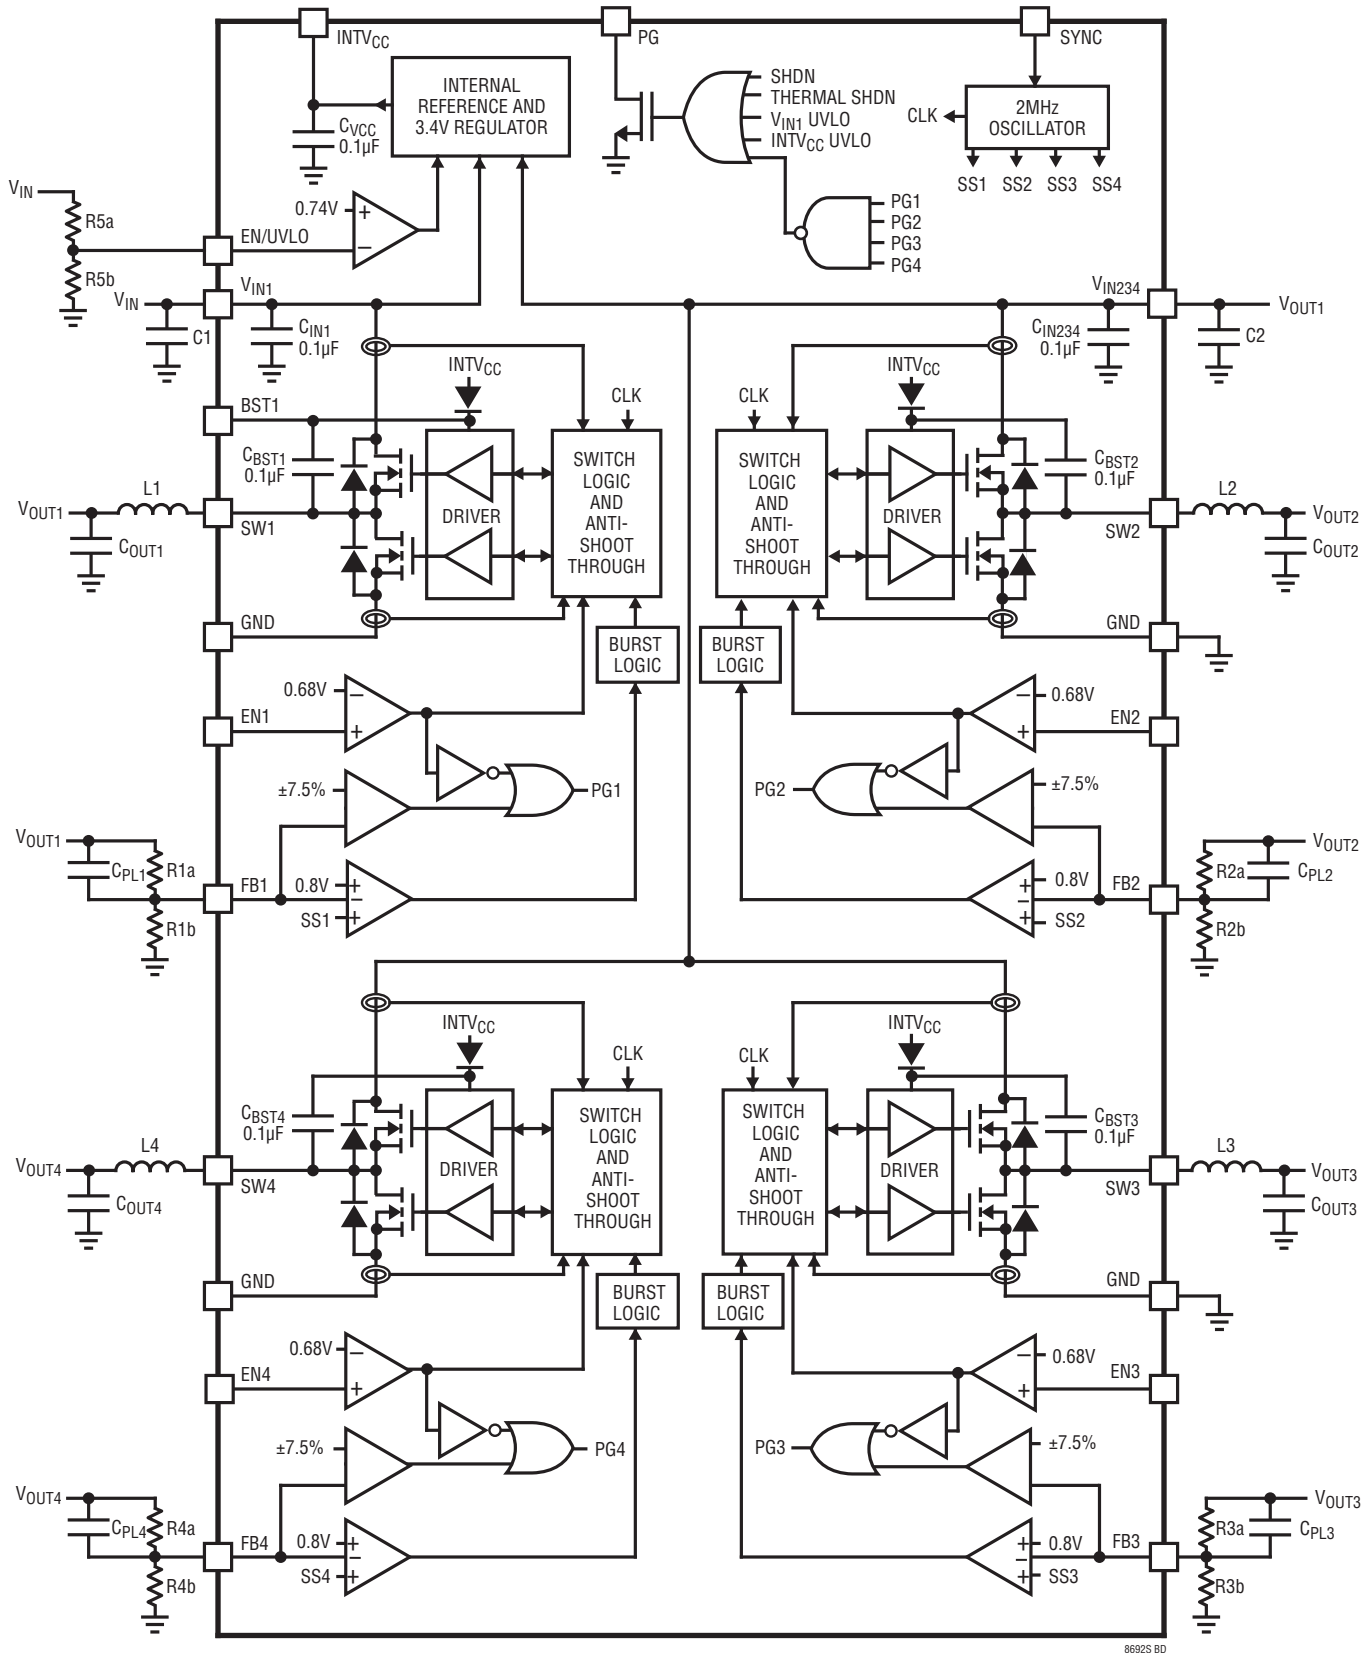 INTVCC
PG
SYNC
INTERNAL
REFERENCE AND
3.4V REGULATOR
SHDN
THERMAL SHDN
VIN1 UVLO
INTVCC UVLO
CLK
2MHz
OSCILLATOR
CVCC
0.1µF
SS1 SS2 SS3 SS4
VIN
R5a
0.74V
+
−
PG1
PG2
PG3
PG4
EN/UVLO
R5b
VIN
VIN1
VIN234
VOUT1
C1
CIN1
0.1µF
CIN234
0.1µF
C2
INTVCC
CLK
CLK
INTVCC
BST1
CBST1
0.1µF
DRIVER
SWITCH
LOGIC
AND
ANTI-
SHOOT
THROUGH
SWITCH
LOGIC
AND
ANTI-
SHOOT
THROUGH
DRIVER
CBST2
0.1µF
L1
VOUT1
SW1
COUT1
L2
SW2
VOUT2
COUT2
GND
BURST
LOGIC
BURST
LOGIC
GND
0.68V
−
+
EN1
−
+
0.68V
EN2
±7.5%
PG1
PG2
±7.5%
VOUT1
CPL1
R1a
FB1
R1b
0.8V
+
−
+
SS1
+
−
+
0.8V
SS2
FB2
VOUT2
R2a
CPL2
R2b
INTVCC
CLK
CLK
INTVCC
CBST4
0.1µF
DRIVER
SWITCH
LOGIC
AND
ANTI-
SHOOT
THROUGH
SWITCH
LOGIC
AND
ANTI-
SHOOT
THROUGH
DRIVER
CBST3
0.1µF
L4
VOUT4
SW4
COUT4
L3
SW3
VOUT3
COUT3
GND
BURST
LOGIC
BURST
LOGIC
GND
0.68V
−
+
EN4
−
+
0.68V
EN3
±7.5%
PG4
PG3
±7.5%
VOUT4
CPL4
R4a
FB4
R4b
0.8V
+
−
+
SS4
+
−
+
0.8V
SS3
FB3
VOUT3
R3a
CPL3
R3b
8692S BD